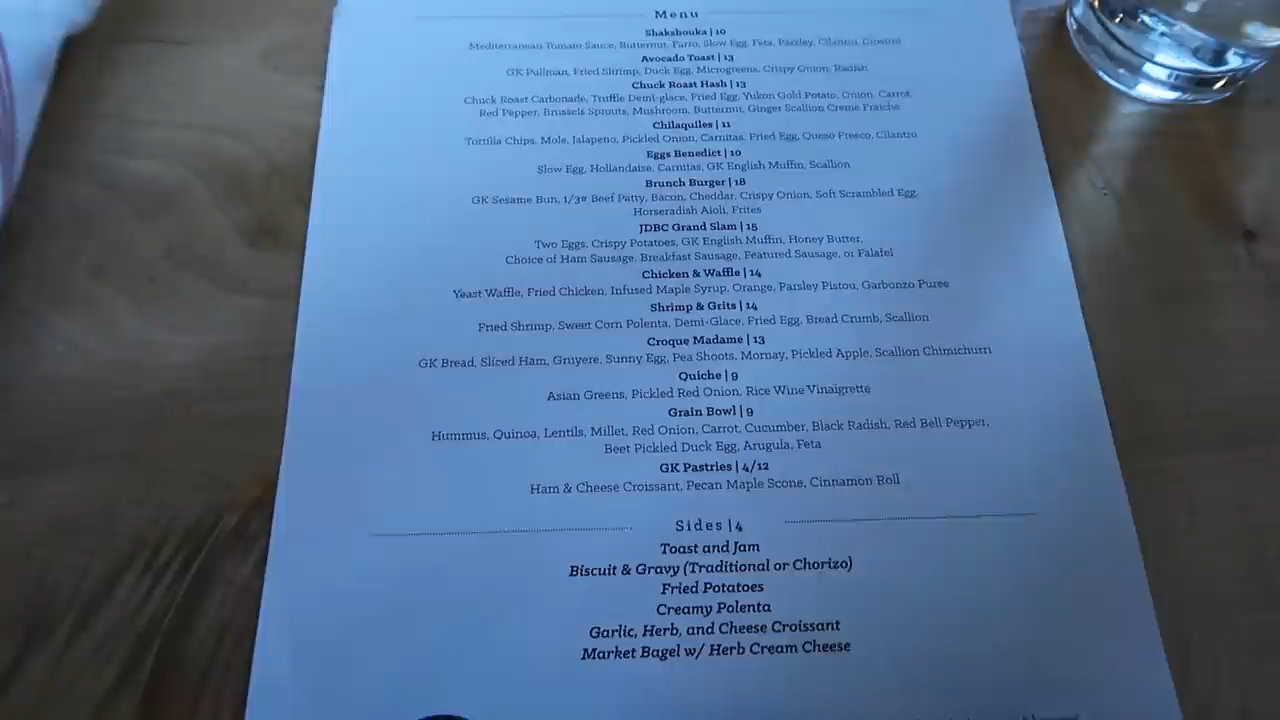 Menu
Shakshouka | 10
Mediterranean Tomato Sauce, Butternut, Farro, Slow Egg, Feta, Parsley, Cilantro, Crostini
Avocado Toast | 13
GK Pullman, Fried Shrimp, Duck Egg, Microgreens, Crispy Onion, Radish
Chuck Roast Hash | 13
Chuck Roast Carbonade, Truffle Demi-glace, Fried Egg, Yukon Gold Potato, Onion, Carrot,
Red Pepper, Brussels Sprouts, Mushroom, Butternut, Ginger Scallion Creme Fraiche
Chilaquiles | 11
Tortilla Chips, Mole, Jalapeno, Pickled Onion, Carnitas, Fried Egg, Queso Fresco, Cilantro
Eggs Benedict | 10
Slow Egg, Hollandaise, Carnitas, GK English Muffin, Scallion
Brunch Burger | 18
GK Sesame Bun, 1/3# Beef Patty, Bacon, Cheddar, Crispy Onion, Soft Scrambled Egg,
Horseradish Aioli, Frites
JDBC Grand Slam | 15
Two Eggs, Crispy Potatoes, GK English Muffin, Honey Butter,
Choice of Ham Sausage, Breakfast Sausage, Featured Sausage, or Falafel
Chicken & Waffle | 14
Yeast Waffle, Fried Chicken, Infused Maple Syrup, Orange, Parsley Pistou, Garbonzo Puree
Shrimp & Grits | 14
Fried Shrimp, Sweet Corn Polenta, Demi-Glace, Fried Egg, Bread Crumb, Scallion
Croque Madame | 13
GK Bread, Sliced Ham, Gruyere, Sunny Egg, Pea Shoots, Mornay, Pickled Apple, Scallion Chimichurri
Quiche | 9
Asian Greens, Pickled Red Onion, Rice Wine Vinaigrette
Grain Bowl | 9
Hummus, Quinoa, Lentils, Millet, Red Onion, Carrot, Cucumber, Black Radish, Red Bell Pepper,
Beet Pickled Duck Egg, Arugula, Feta
GK Pastries | 4/12
Ham & Cheese Croissant, Pecan Maple Scone, Cinnamon Roll
Sides | 4
Toast and Jam
Biscuit & Gravy (Traditional or Chorizo)
Fried Potatoes
Creamy Polenta
Garlic, Herb, and Cheese Croissant
Market Bagel w/ Herb Cream Cheese